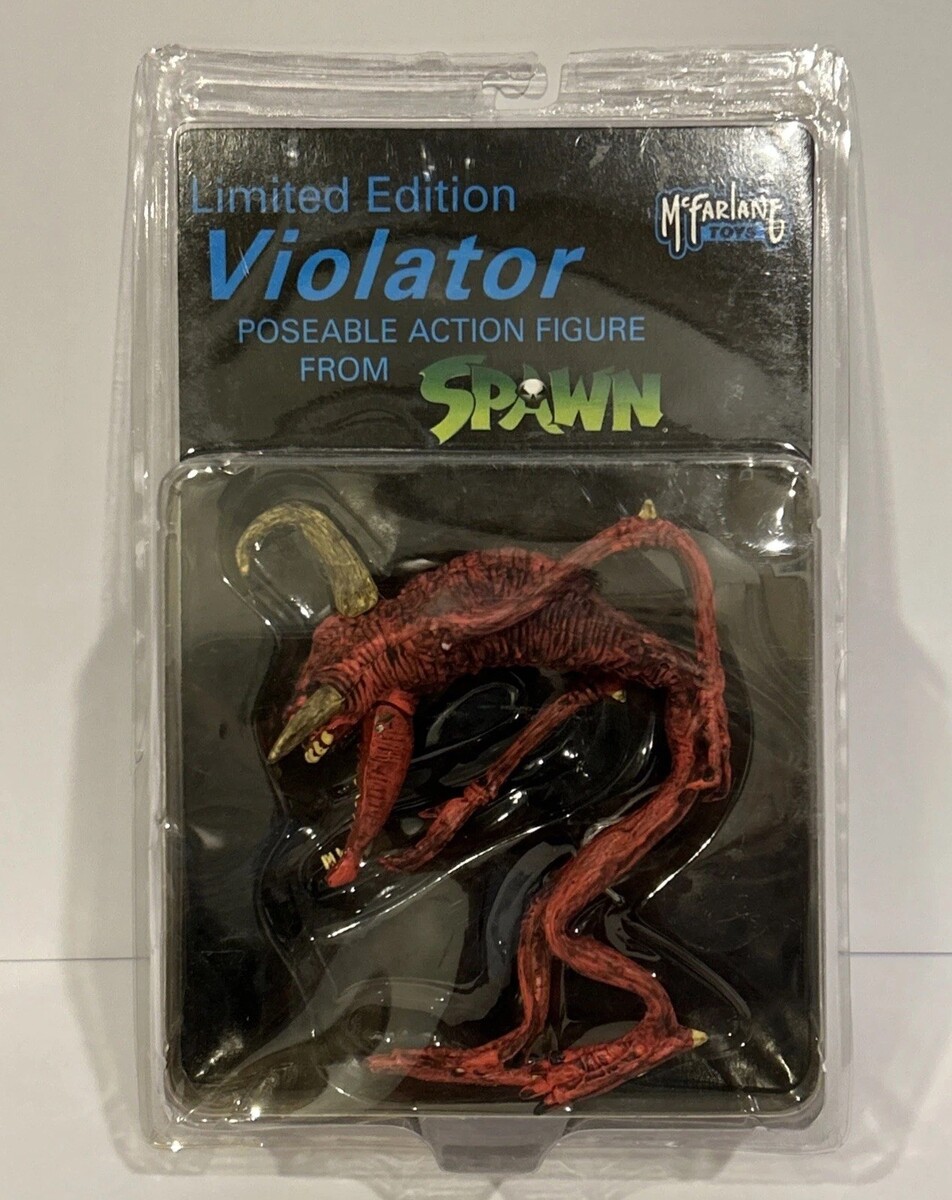 Limited Edition
McFARLANE
TOYS
Violator
POSEABLE ACTION FIGURE
FROM SPAWN